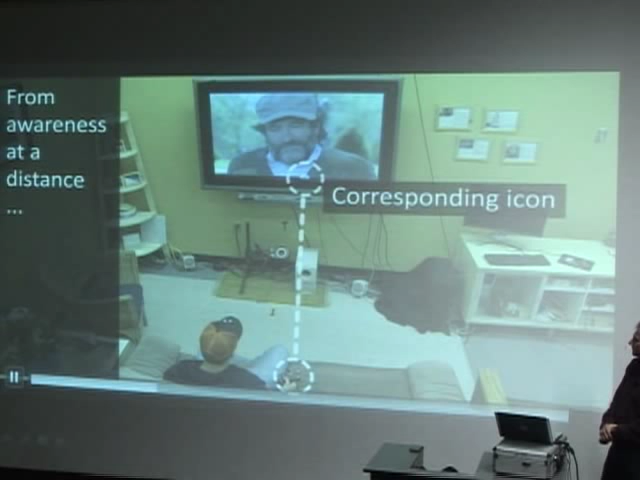 From
awareness
at a
distance
...
Corresponding icon